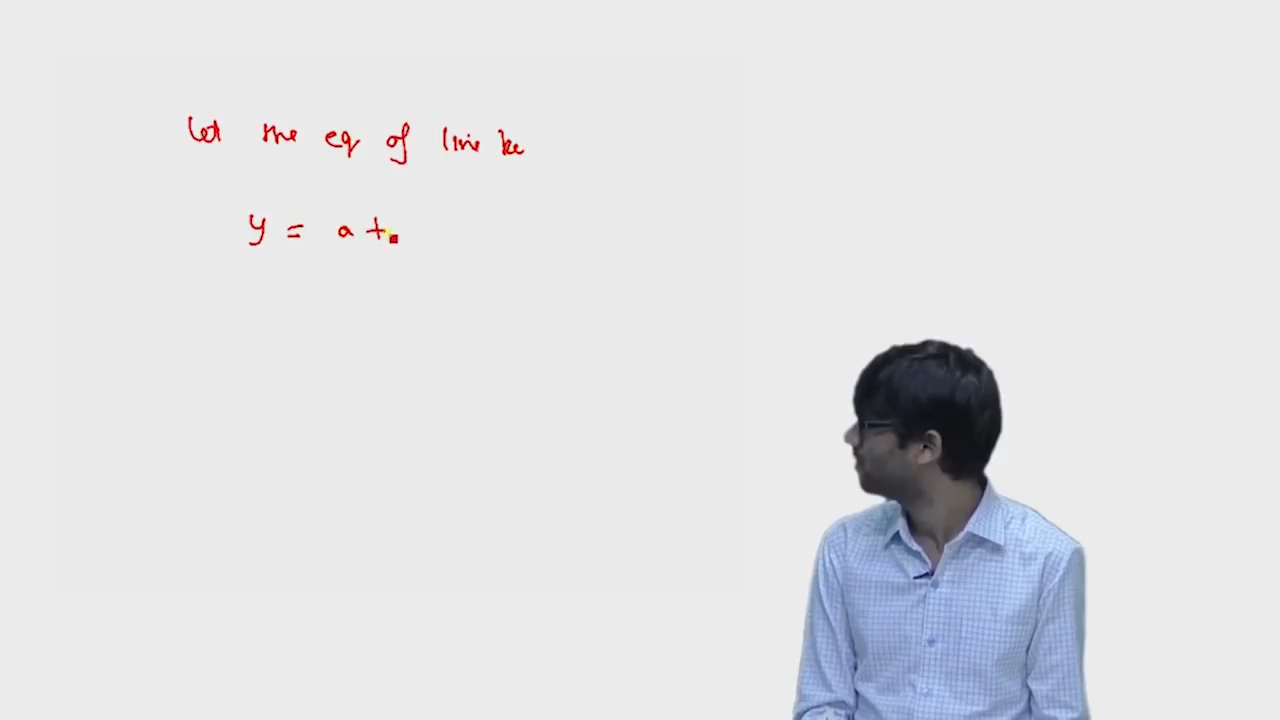 Let the eq of line be
y = a +